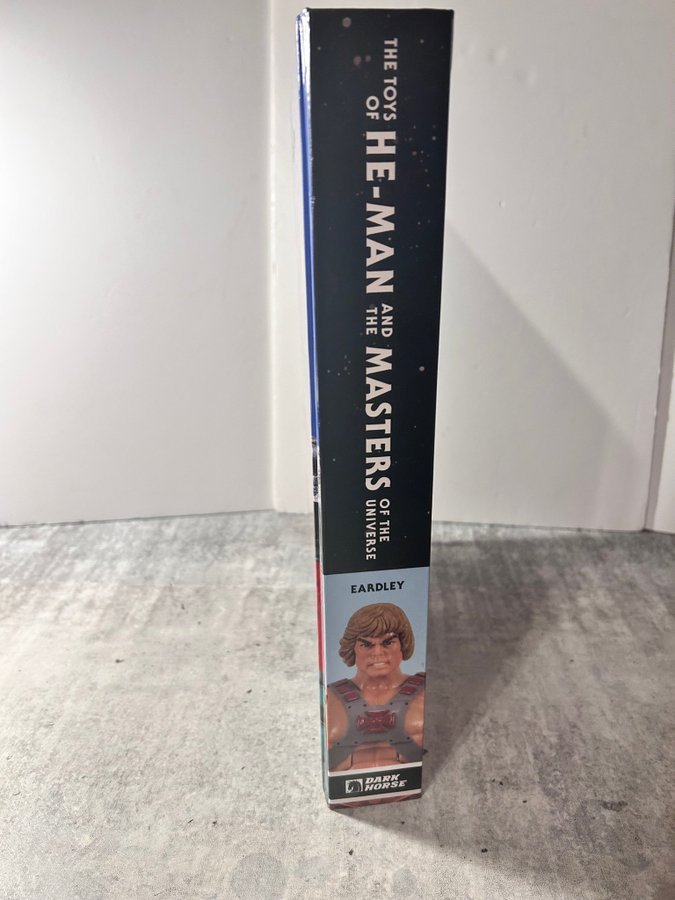 THE TOYS
OF
HE-MAN
AND
THE
MASTERS
OF THE
UNIVERSE
EARDLEY
DARK
HORSE